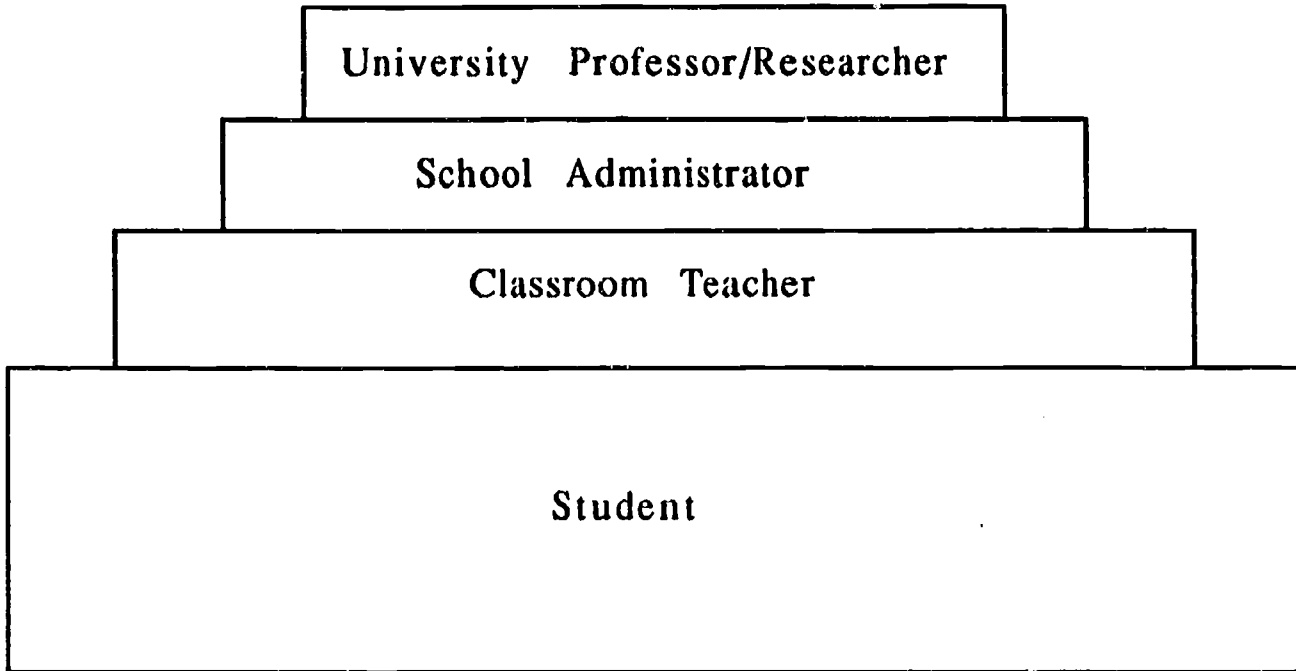 University Professor/Researcher
School Administrator
Classroom Teacher
Student